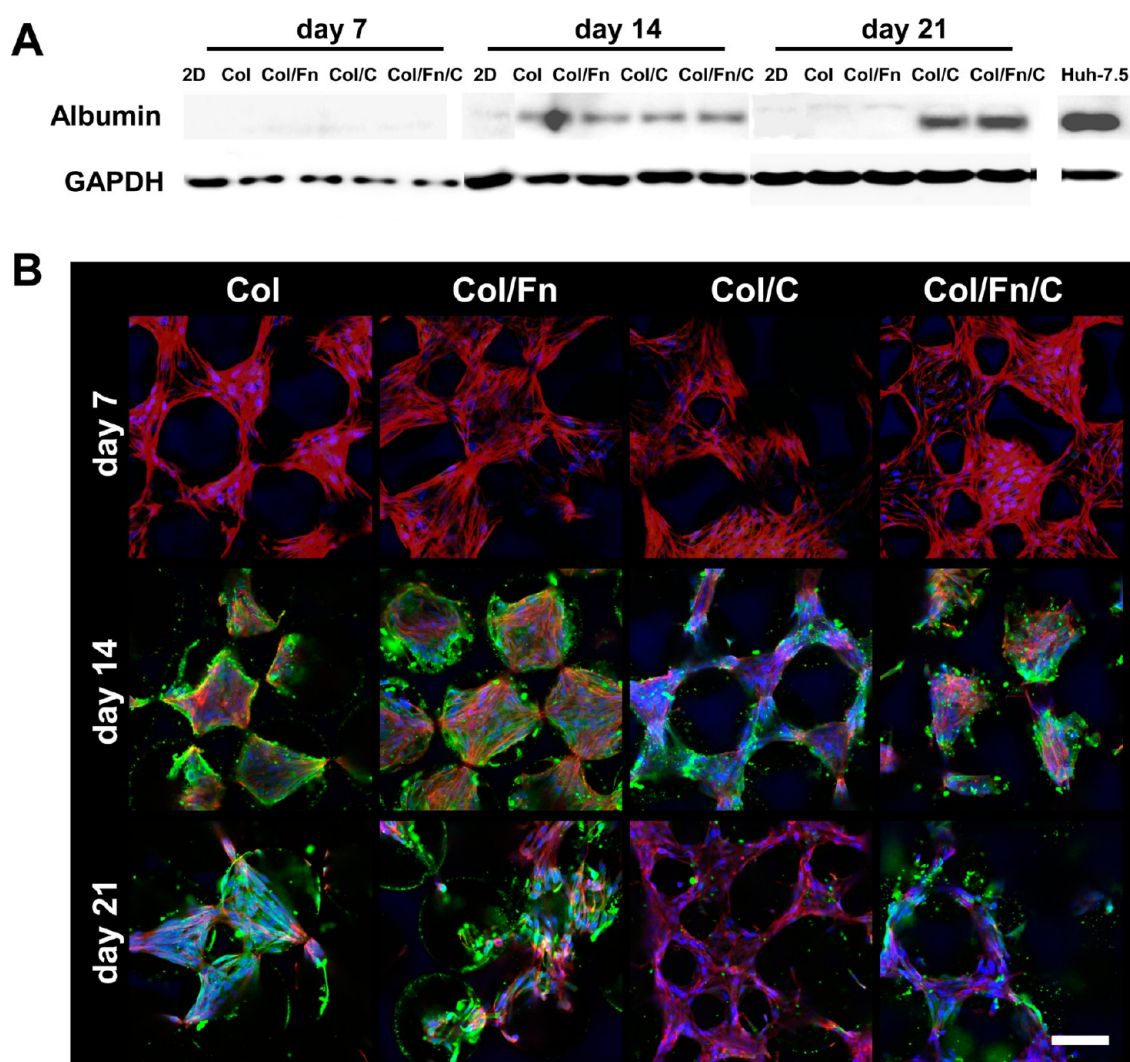 A
day 7 day 14 day 21
2D Col Col/Fn Col/C Col/Fn/C 2D Col Col/Fn Col/C Col/Fn/C 2D Col Col/Fn Col/C Col/Fn/C Huh-7.5
Albumin
GAPDH
B
Col Col/Fn Col/C Col/Fn/C
day 7
day 14
day 21